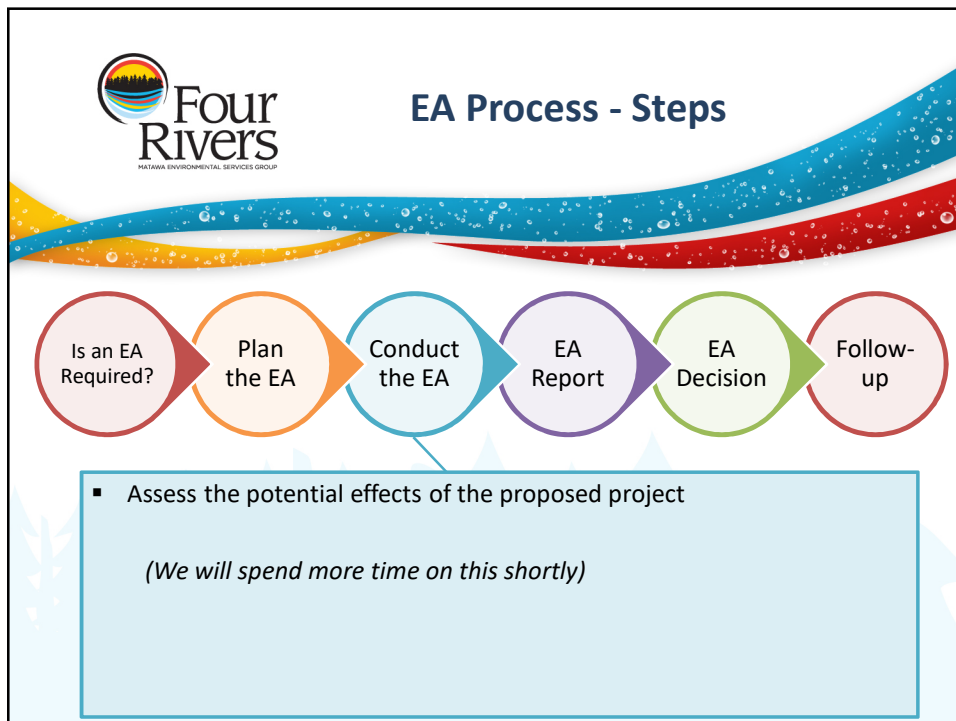 Four
Rivers
MATAWA ENVIRONMENTAL SERVICES GROUP
EA Process - Steps
Is an EA
Required?
Plan
the EA
Conduct
the EA
EA
Report
EA
Decision
Follow-
up
▪ Assess the potential effects of the proposed project
(We will spend more time on this shortly)